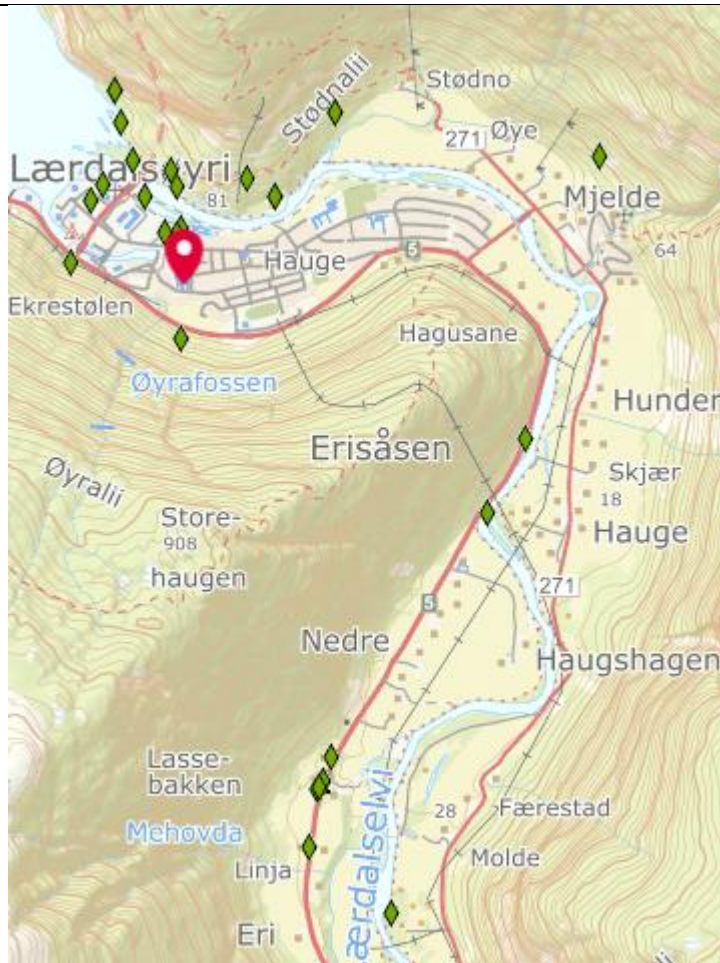 Stødno
Stødnalii
271
Øye
Lærdalsøyri
81
Mjelde
64
5
Hauge
Ekrestølen
Hagusane
Øyrafossen
Hunder
Erisåsen
Skjær
18
Øyralii
Store-
908
haugen
Hauge
271
5
Nedre
Haugshagen
Lasse-
bakken
Mehovda
28
Færestad
Molde
Linja
ærdalselvi
Eri